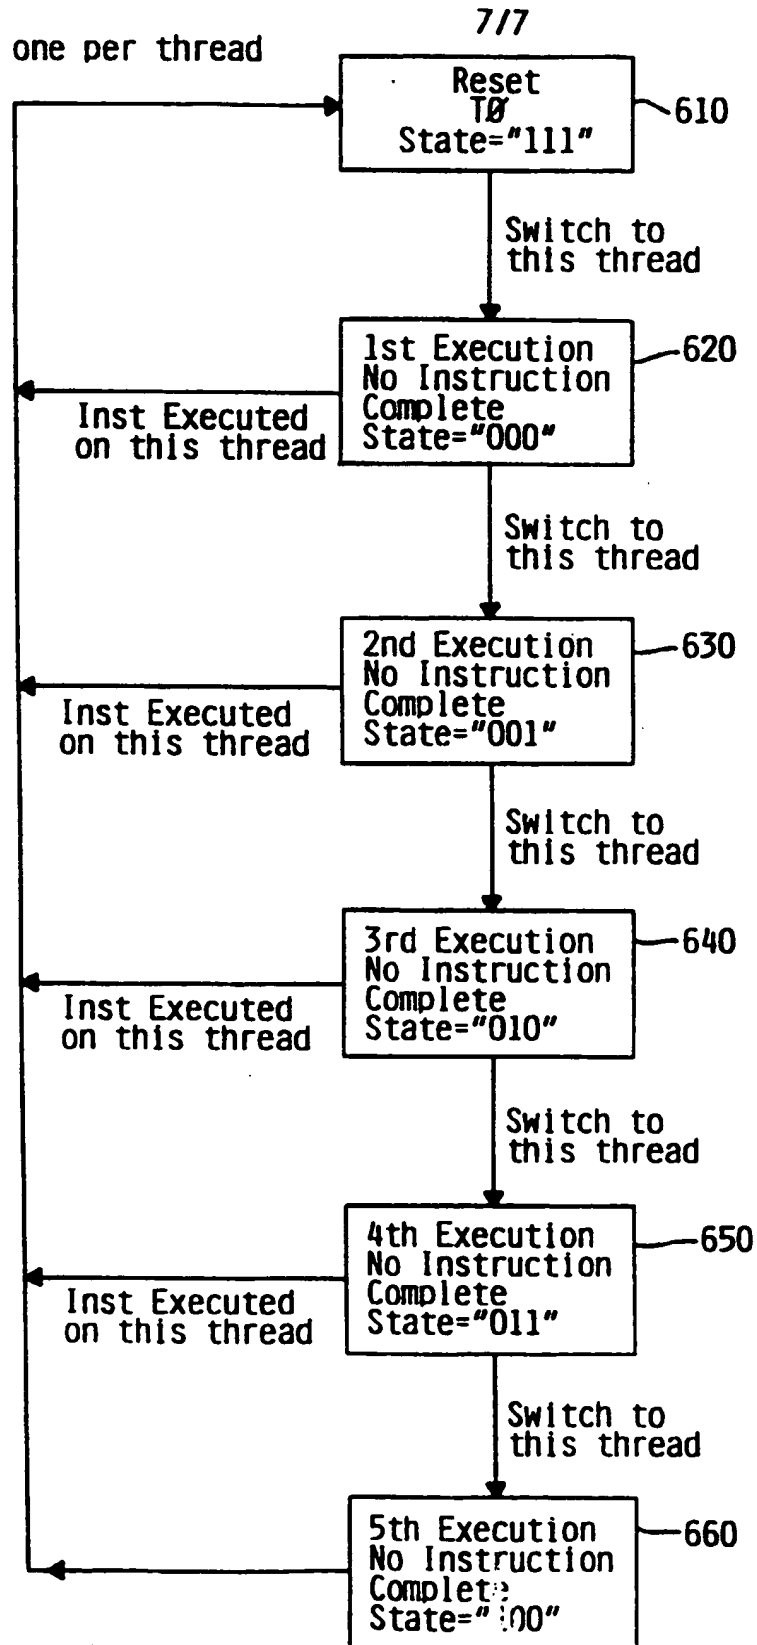 7/7
one per thread
Reset
TØ
State="111"
610
Switch to
this thread
1st Execution
No Instruction
Complete
State="000"
620
Inst Executed
on this thread
Switch to
this thread
2nd Execution
No Instruction
Complete
State="001"
630
Inst Executed
on this thread
Switch to
this thread
3rd Execution
No Instruction
Complete
State="010"
640
Inst Executed
on this thread
Switch to
this thread
4th Execution
No Instruction
Complete
State="011"
650
Inst Executed
on this thread
Switch to
this thread
5th Execution
No Instruction
Complete
State="100"
660